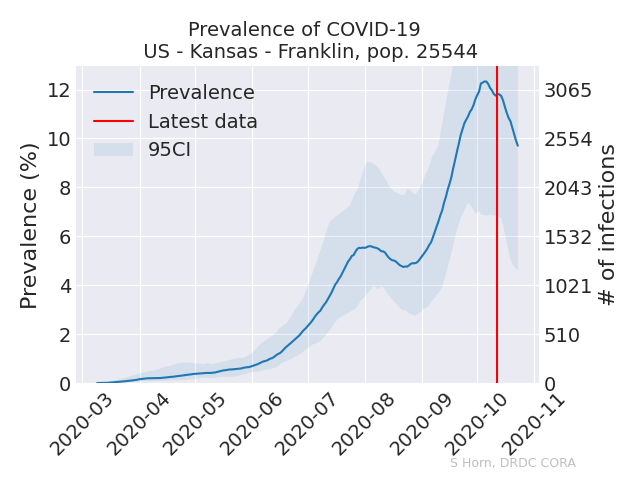 Prevalence of COVID-19
US - Kansas - Franklin, pop. 25544
Prevalence
Latest data
95CI
Prevalence (%)
12
10
8
6
4
2
0
3065
2554
2043
1532
1021
510
0
# of infections
2020-03
2020-04
2020-05
2020-06
2020-07
2020-08
2020-09
2020-10
2020-11
S Horn, DRDC CORA